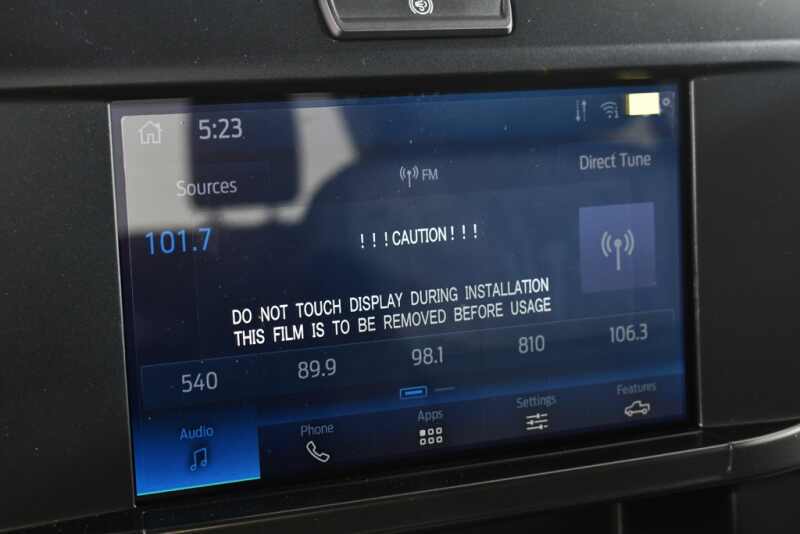 5:23
Sources
FM
Direct Tune
101.7
!!!CAUTION!!!
DO NOT TOUCH DISPLAY DURING INSTALLATION
THIS FILM IS TO BE REMOVED BEFORE USAGE
540
89.9
98.1
810
106.3
Audio
Phone
Apps
Settings
Features